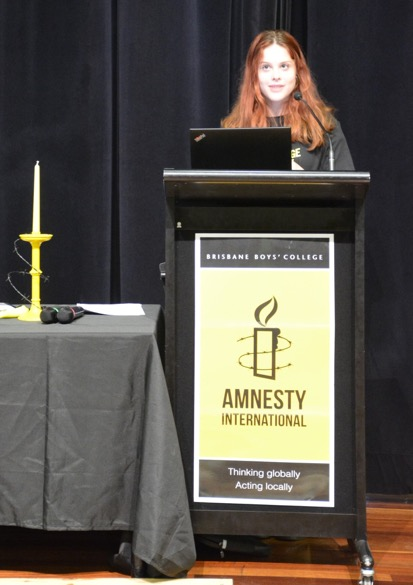 BRISBANE BOYS' COLLEGE
AMNESTY
INTERNATIONAL
Thinking globally
Acting locally